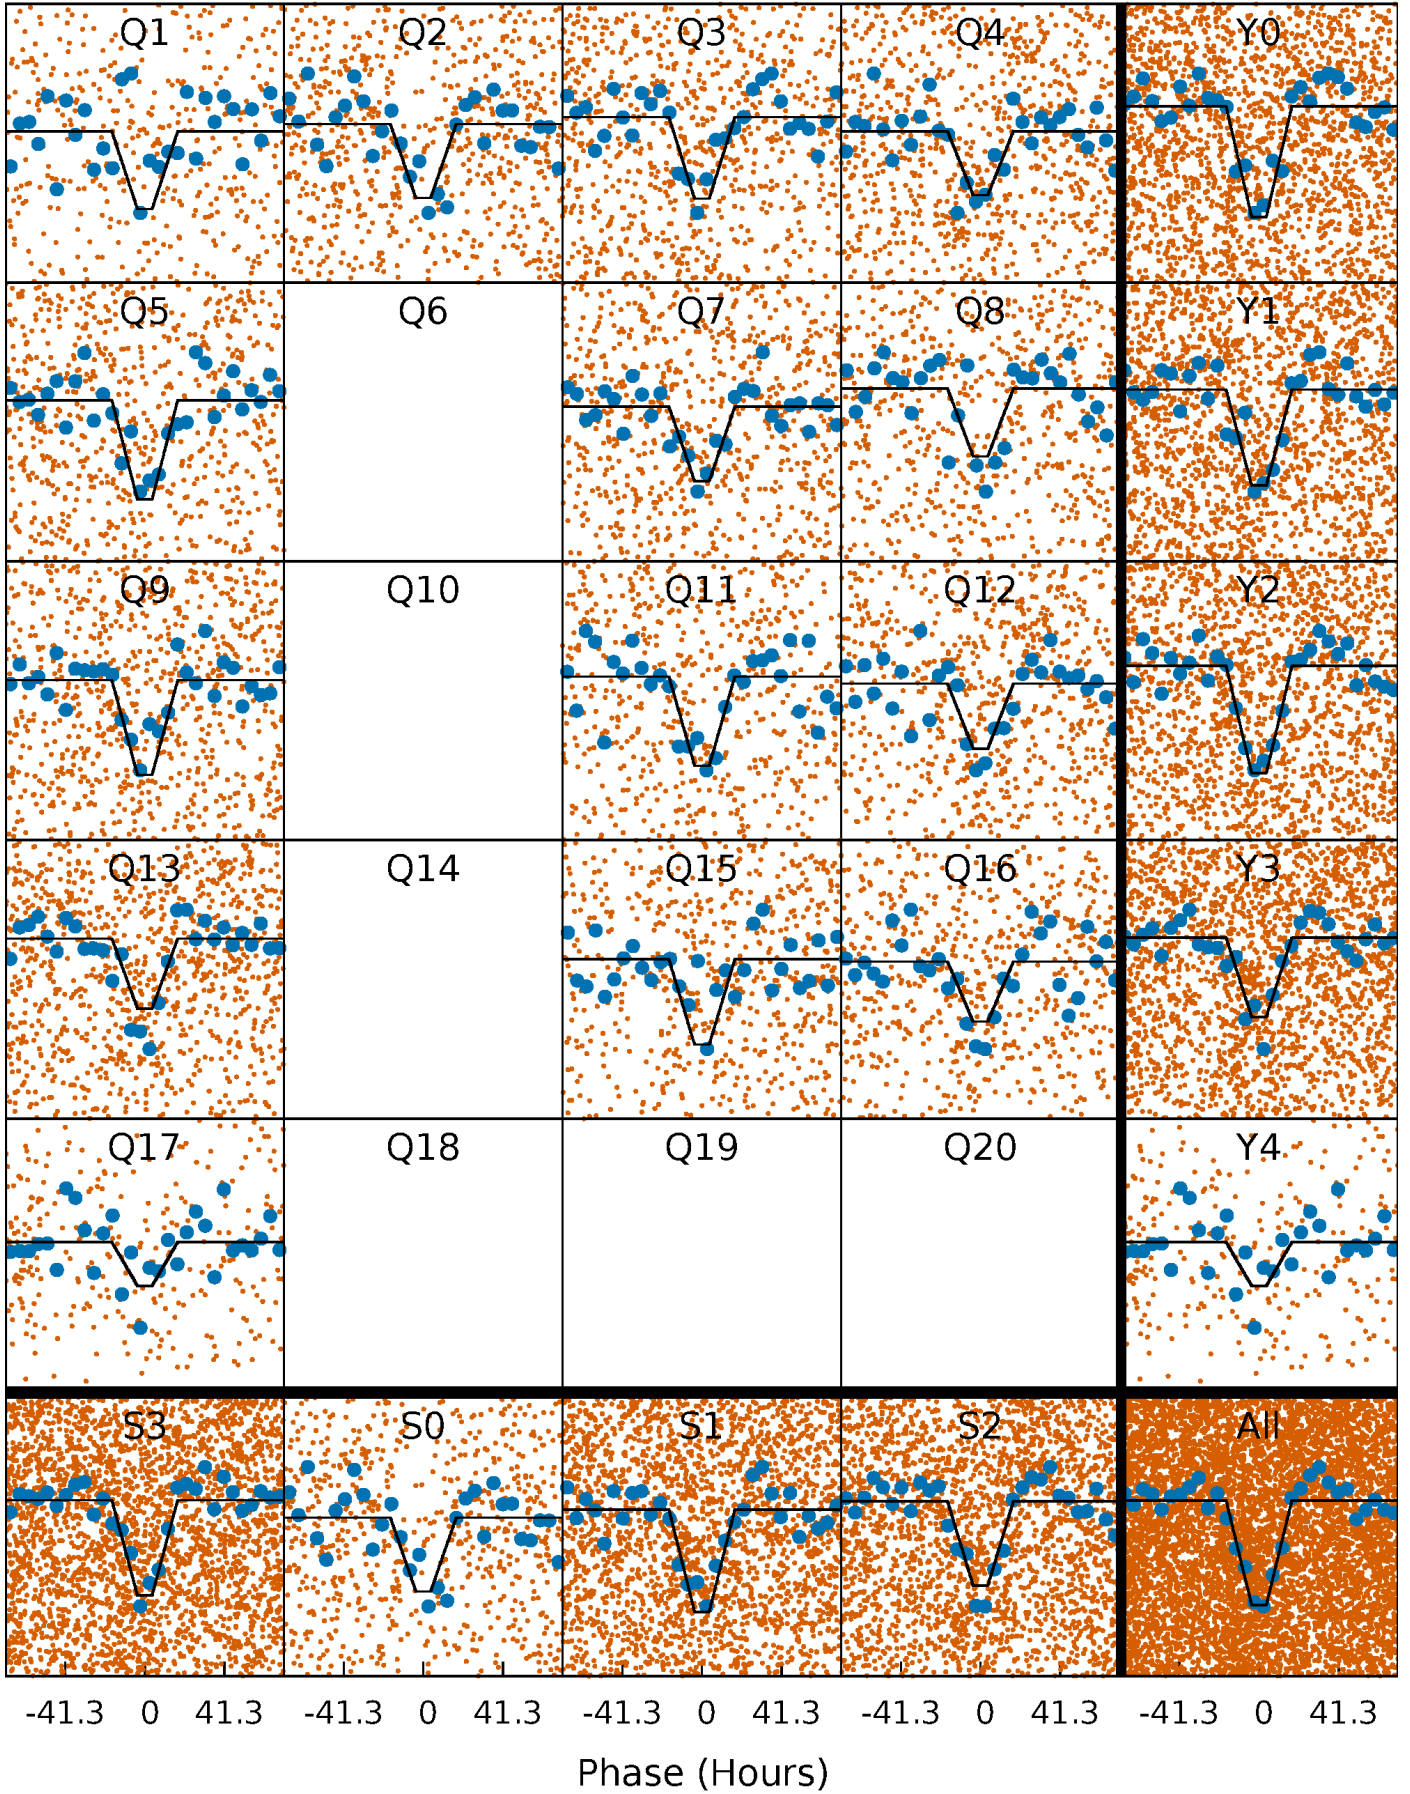 Q1 Q2 Q3 Q4 Y0
Q5 Q6 Q7 Q8 Y1
Q9 Q10 Q11 Q12 Y2
Q13 Q14 Q15 Q16 Y3
Q17 Q18 Q19 Q20 Y4
S3 S0 S1 S2 All
-41.3 0 41.3 -41.3 0 41.3 -41.3 0 41.3 -41.3 0 41.3 -41.3 0 41.3
Phase (Hours)